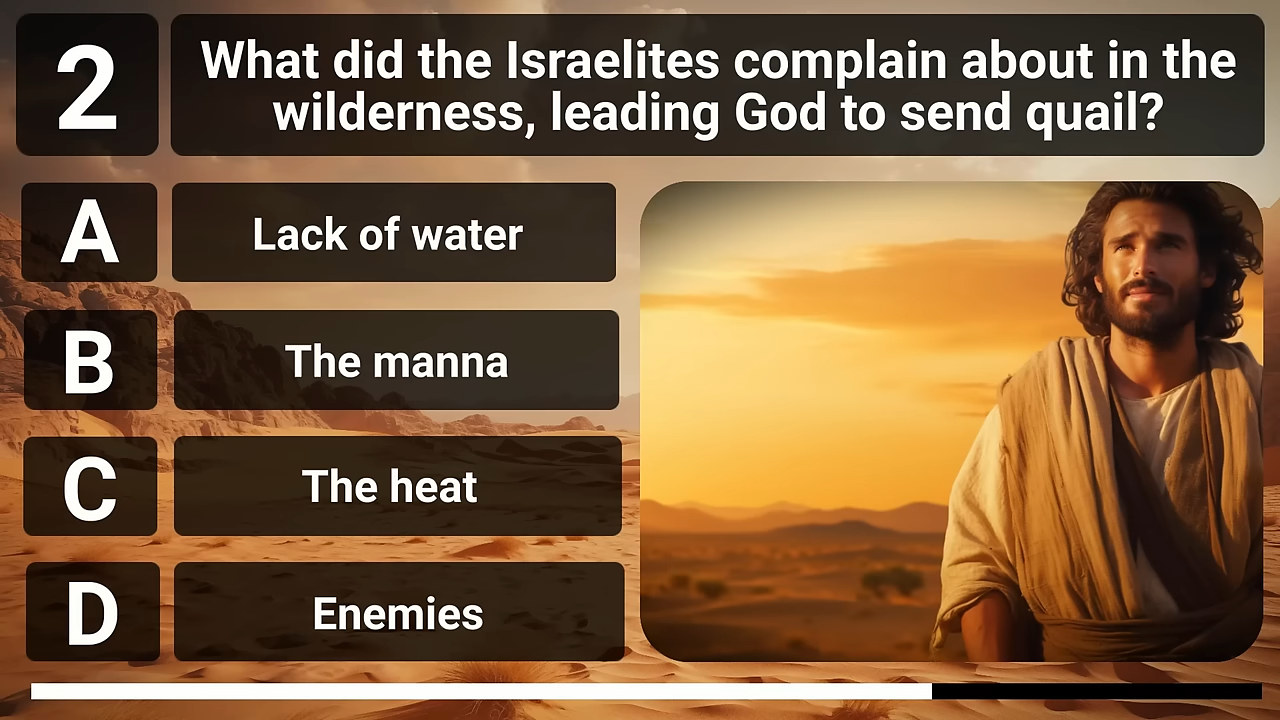 2
What did the Israelites complain about in the
wilderness, leading God to send quail?
A
Lack of water
B
The manna
C
The heat
D
Enemies